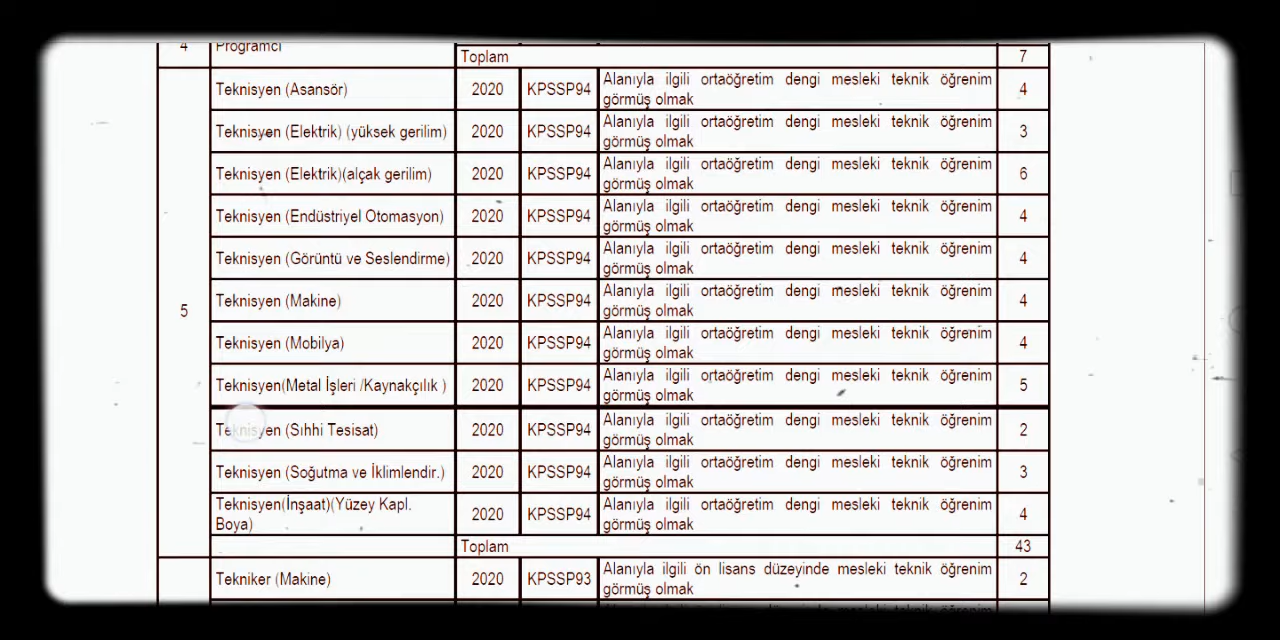 4 Programcı
Toplam 7
Teknisyen (Asansör) 2020 KPSSP94 Alanıyla ilgili ortaöğretim dengi mesleki teknik öğrenim 4
görmüş olmak
Teknisyen (Elektrik) (yüksek gerilim) 2020 KPSSP94 Alanıyla ilgili ortaöğretim dengi mesleki teknik öğrenim 3
görmüş olmak
Teknisyen (Elektrik)(alçak gerilim) 2020 KPSSP94 Alanıyla ilgili ortaöğretim dengi mesleki teknik öğrenim 6
görmüş olmak
Teknisyen (Endüstriyel Otomasyon) 2020 KPSSP94 Alanıyla ilgili ortaöğretim dengi mesleki teknik öğrenim 4
görmüş olmak
Teknisyen (Görüntü ve Seslendirme) 2020 KPSSP94 Alanıyla ilgili ortaöğretim dengi mesleki teknik öğrenim 4
görmüş olmak
5 Teknisyen (Makine) 2020 KPSSP94 Alanıyla ilgili ortaöğretim dengi mesleki teknik öğrenim 4
görmüş olmak
Teknisyen (Mobilya) 2020 KPSSP94 Alanıyla ilgili ortaöğretim dengi mesleki teknik öğrenim 4
görmüş olmak
Teknisyen(Metal İşleri /Kaynakçılık ) 2020 KPSSP94 Alanıyla ilgili ortaöğretim dengi mesleki teknik öğrenim 5
görmüş olmak
Teknisyen (Sıhhi Tesisat) 2020 KPSSP94 Alanıyla ilgili ortaöğretim dengi mesleki teknik öğrenim 2
görmüş olmak
Teknisyen (Soğutma ve İklimlendir.) 2020 KPSSP94 Alanıyla ilgili ortaöğretim dengi mesleki teknik öğrenim 3
görmüş olmak
Teknisyen(İnşaat)(Yüzey Kapl. 2020 KPSSP94 Alanıyla ilgili ortaöğretim dengi mesleki teknik öğrenim 4
Boya) görmüş olmak
Toplam 43
Tekniker (Makine) 2020 KPSSP93 Alanıyla ilgili ön lisans düzeyinde mesleki teknik öğrenim 2
görmüş olmak